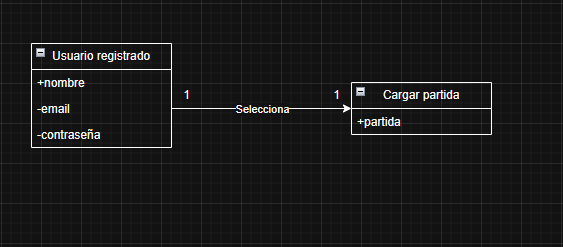 Usuario registrado
+nombre
-email
-contraseña
1
Selecciona
1
Cargar partida
+partida